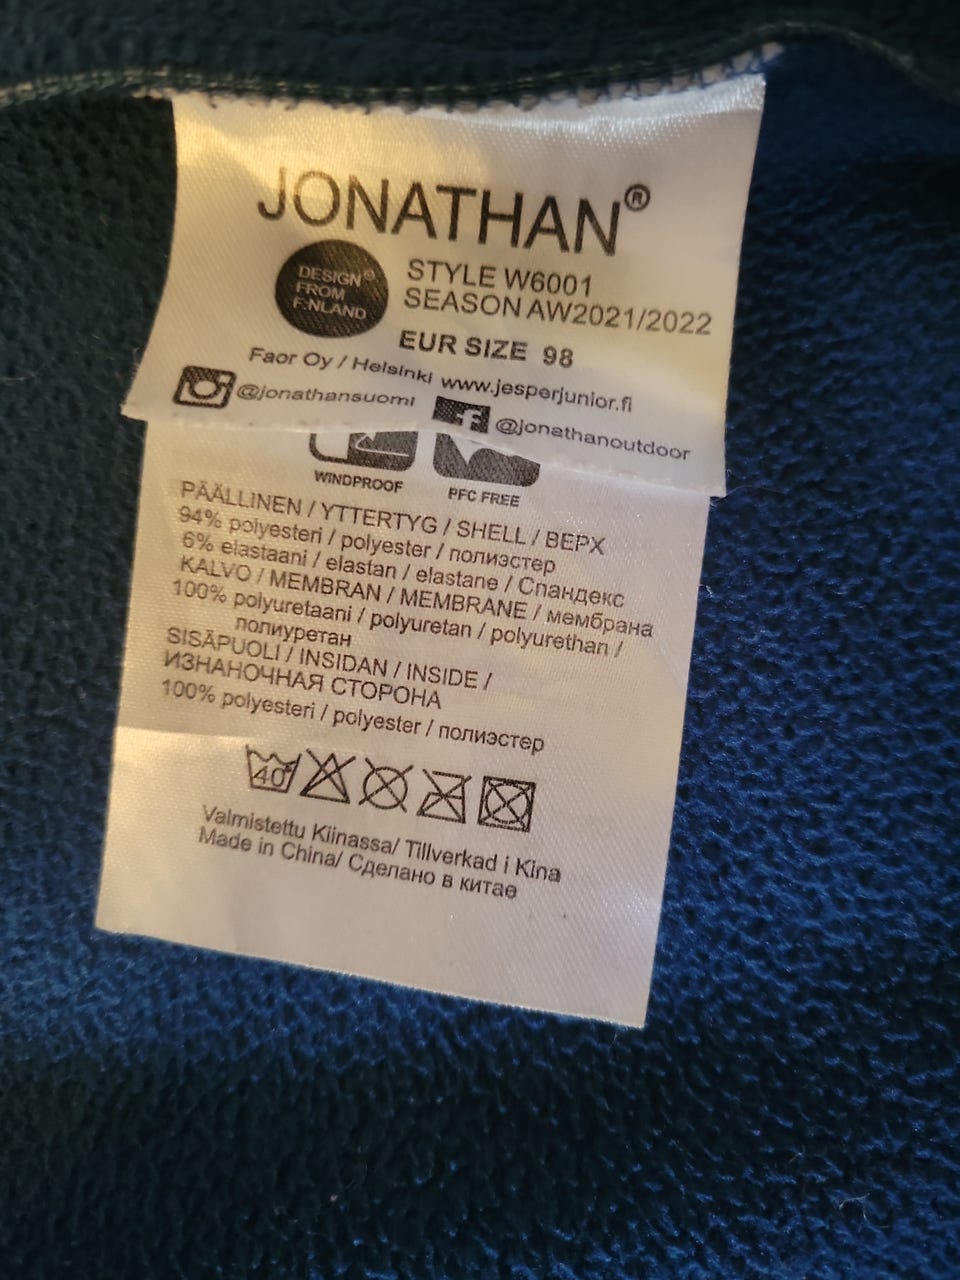 JONATHAN®
DESIGN®
FROM
FINLAND
STYLE W6001
SEASON AW2021/2022
EUR SIZE 98
Faor Oy / Helsinki www.jesperjunior.fi
@jonathansuomi
f @jonathanoutdoor
WINDPROOF
PFC FREE
PÄÄLLINEN / YTTERTYG / SHELL / ВЕРХ
94% polyesteri / polyester / полиэстер
6% elastaani / elastan / elastane / Спандекс
KALVO / MEMBRAN / MEMBRANE / мембрана
100% polyuretaani / polyuretan / polyurethan /
полиуретан
SISÄPUOLI / INSIDAN / INSIDE /
ИЗНАНОЧНАЯ СТОРОНА
100% polyesteri / polyester / полиэстер
40°
Valmistettu Kiinassa/ Tillverkad i Kina
Made in China/ Сделано в китае